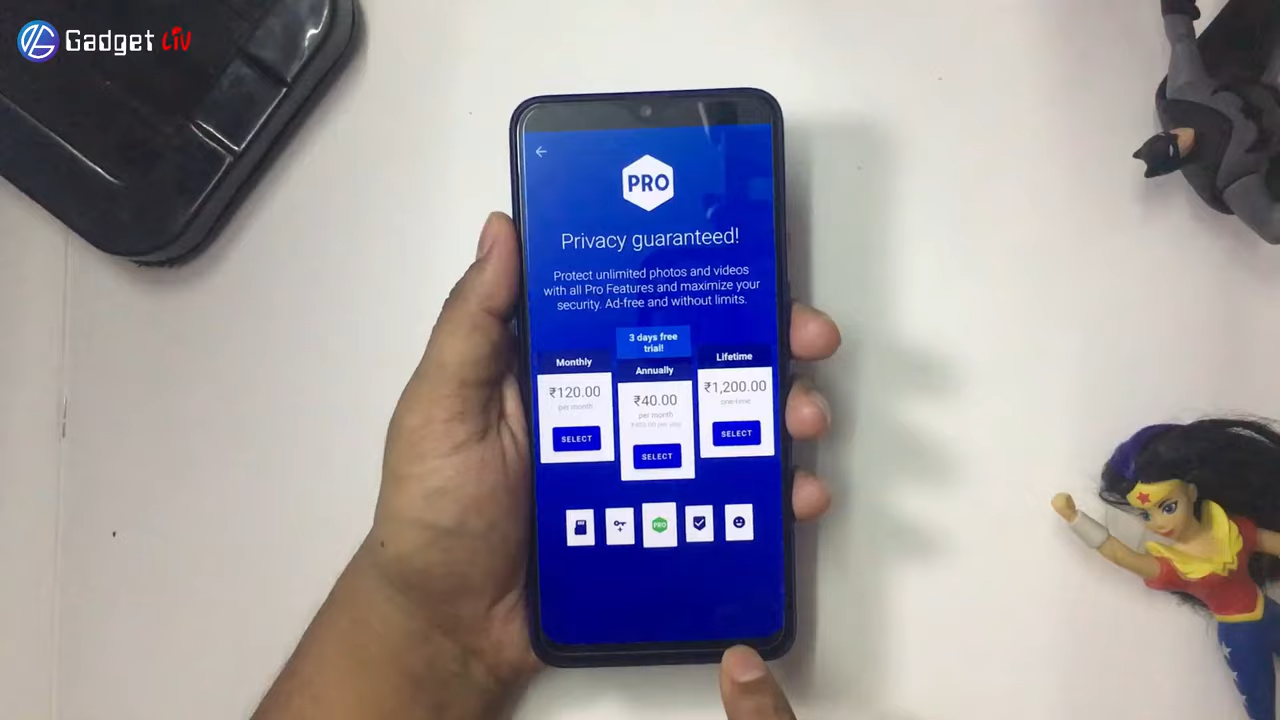 Gadget Liv
PRO
Privacy guaranteed!
Protect unlimited photos and videos
with all Pro Features and maximize your
security. Ad-free and without limits.
3 days free
trial!
Monthly
Annually
Lifetime
₹120.00
per month
SELECT
₹40.00
per month
SELECT
₹1,200.00
one-time
SELECT
PRO